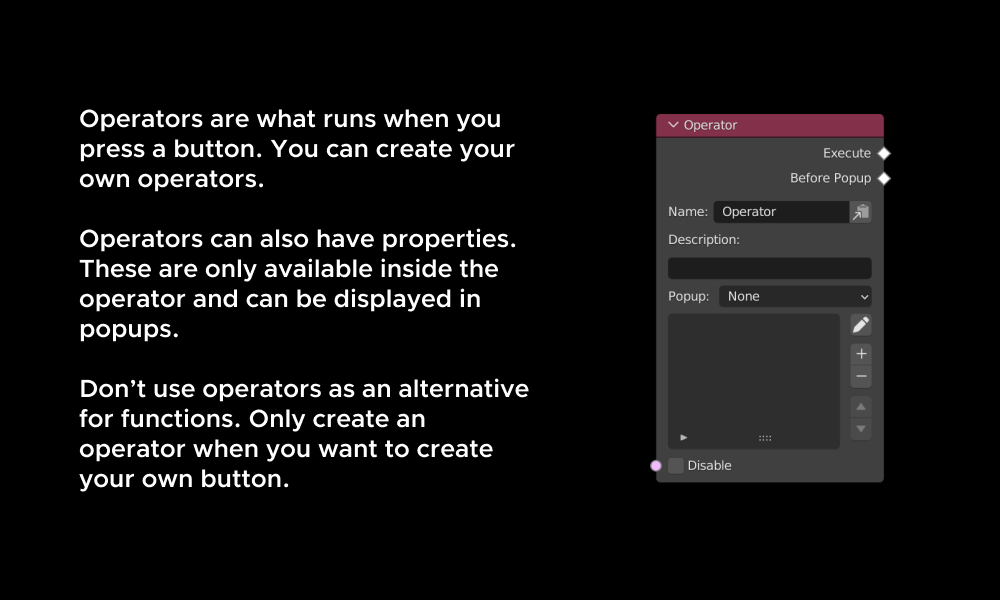 Operators are what runs when you
press a button. You can create your
own operators.
Operators can also have properties.
These are only available inside the
operator and can be displayed in
popups.
Don’t use operators as an alternative
for functions. Only create an
operator when you want to create
your own button.
Operator
Execute
Before Popup
Name: Operator
Description:
Popup: None
Disable